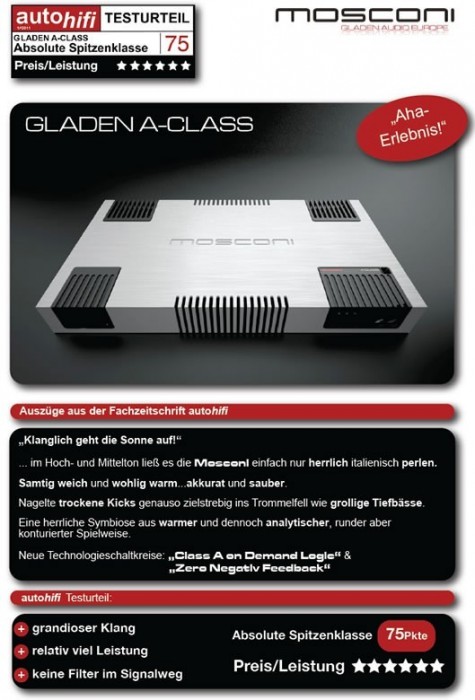 autohifi TESTURTEIL
GLADEN A-CLASS
Absolute Spitzenklasse 75
Preis/Leistung ★★★★★★
mosconi
GLADEN AUDIO EUROPE
GLADEN A-CLASS
„Aha-
Erlebnis!“
mosconi
Auszüge aus der Fachzeitschrift autohifi
„Klanglich geht die Sonne auf!“
... im Hoch- und Mittelton ließ es die Mosconi einfach nur herrlich italienisch perlen.
Samtig weich und wohlig warm...akkurat und sauber.
Nagelte trockene Kicks genauso zielstrebig ins Trommelfell wie grollige Tiefbässe.
Eine herrliche Symbiose aus warmer und dennoch analytischer, runder aber
konturierter Spielweise.
Neue Technologieschaltkreise: „Class A on Demand Logic“ &
„Zero Negativ Feedback“
autohifi Testurteil:
+ grandioser Klang
+ relativ viel Leistung
+ keine Filter im Signalweg
Absolute Spitzenklasse 75Pkte
Preis/Leistung ★★★★★★